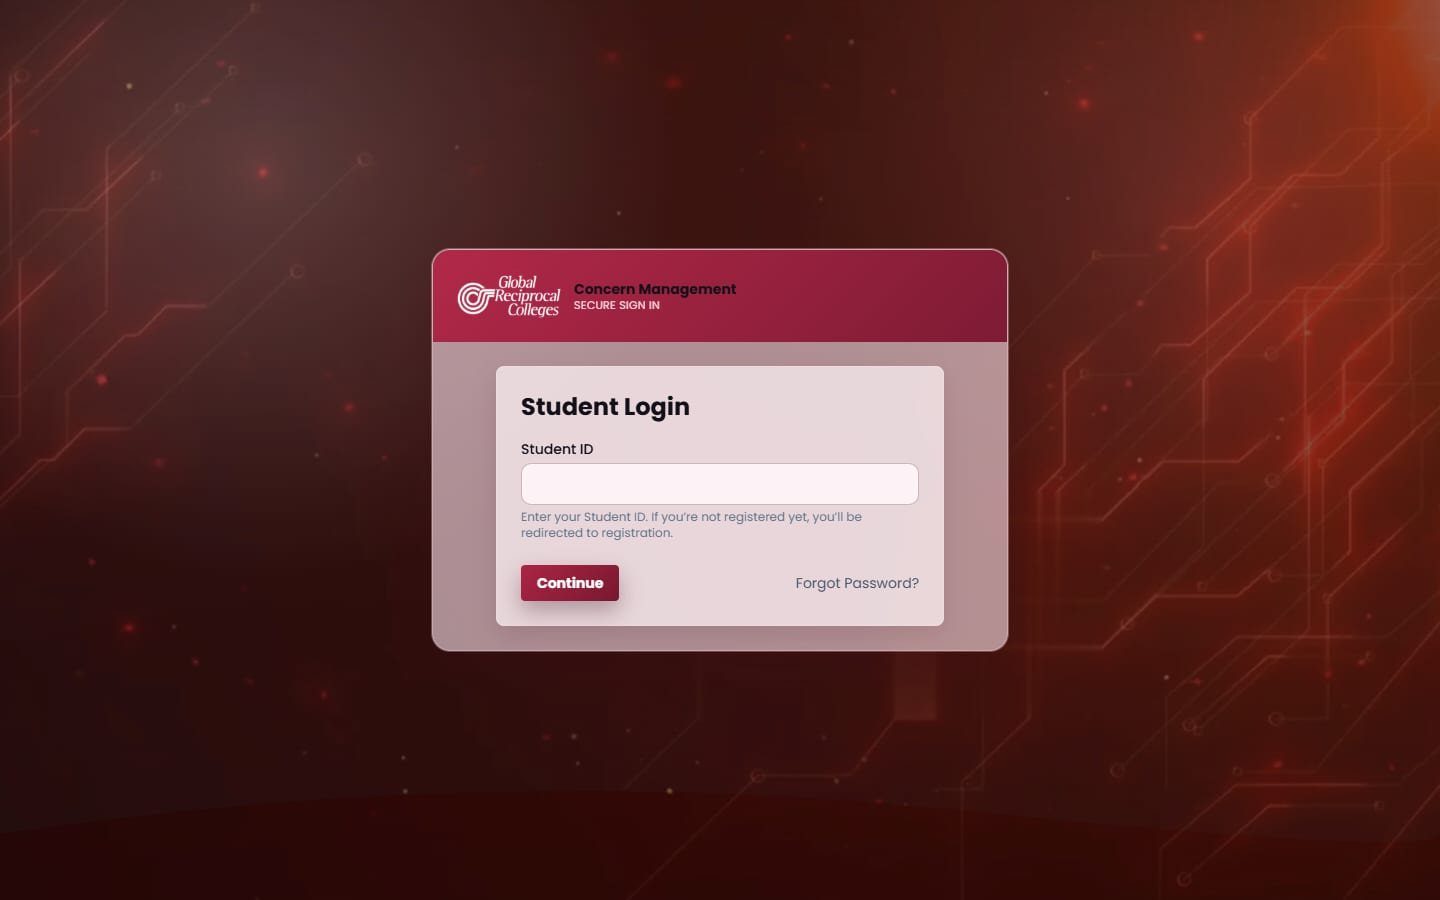 Global
Reciprocal
Colleges
Concern Management
SECURE SIGN IN
Student Login
Student ID
Enter your Student ID. If you’re not registered yet, you’ll be
redirected to registration.
Continue
Forgot Password?